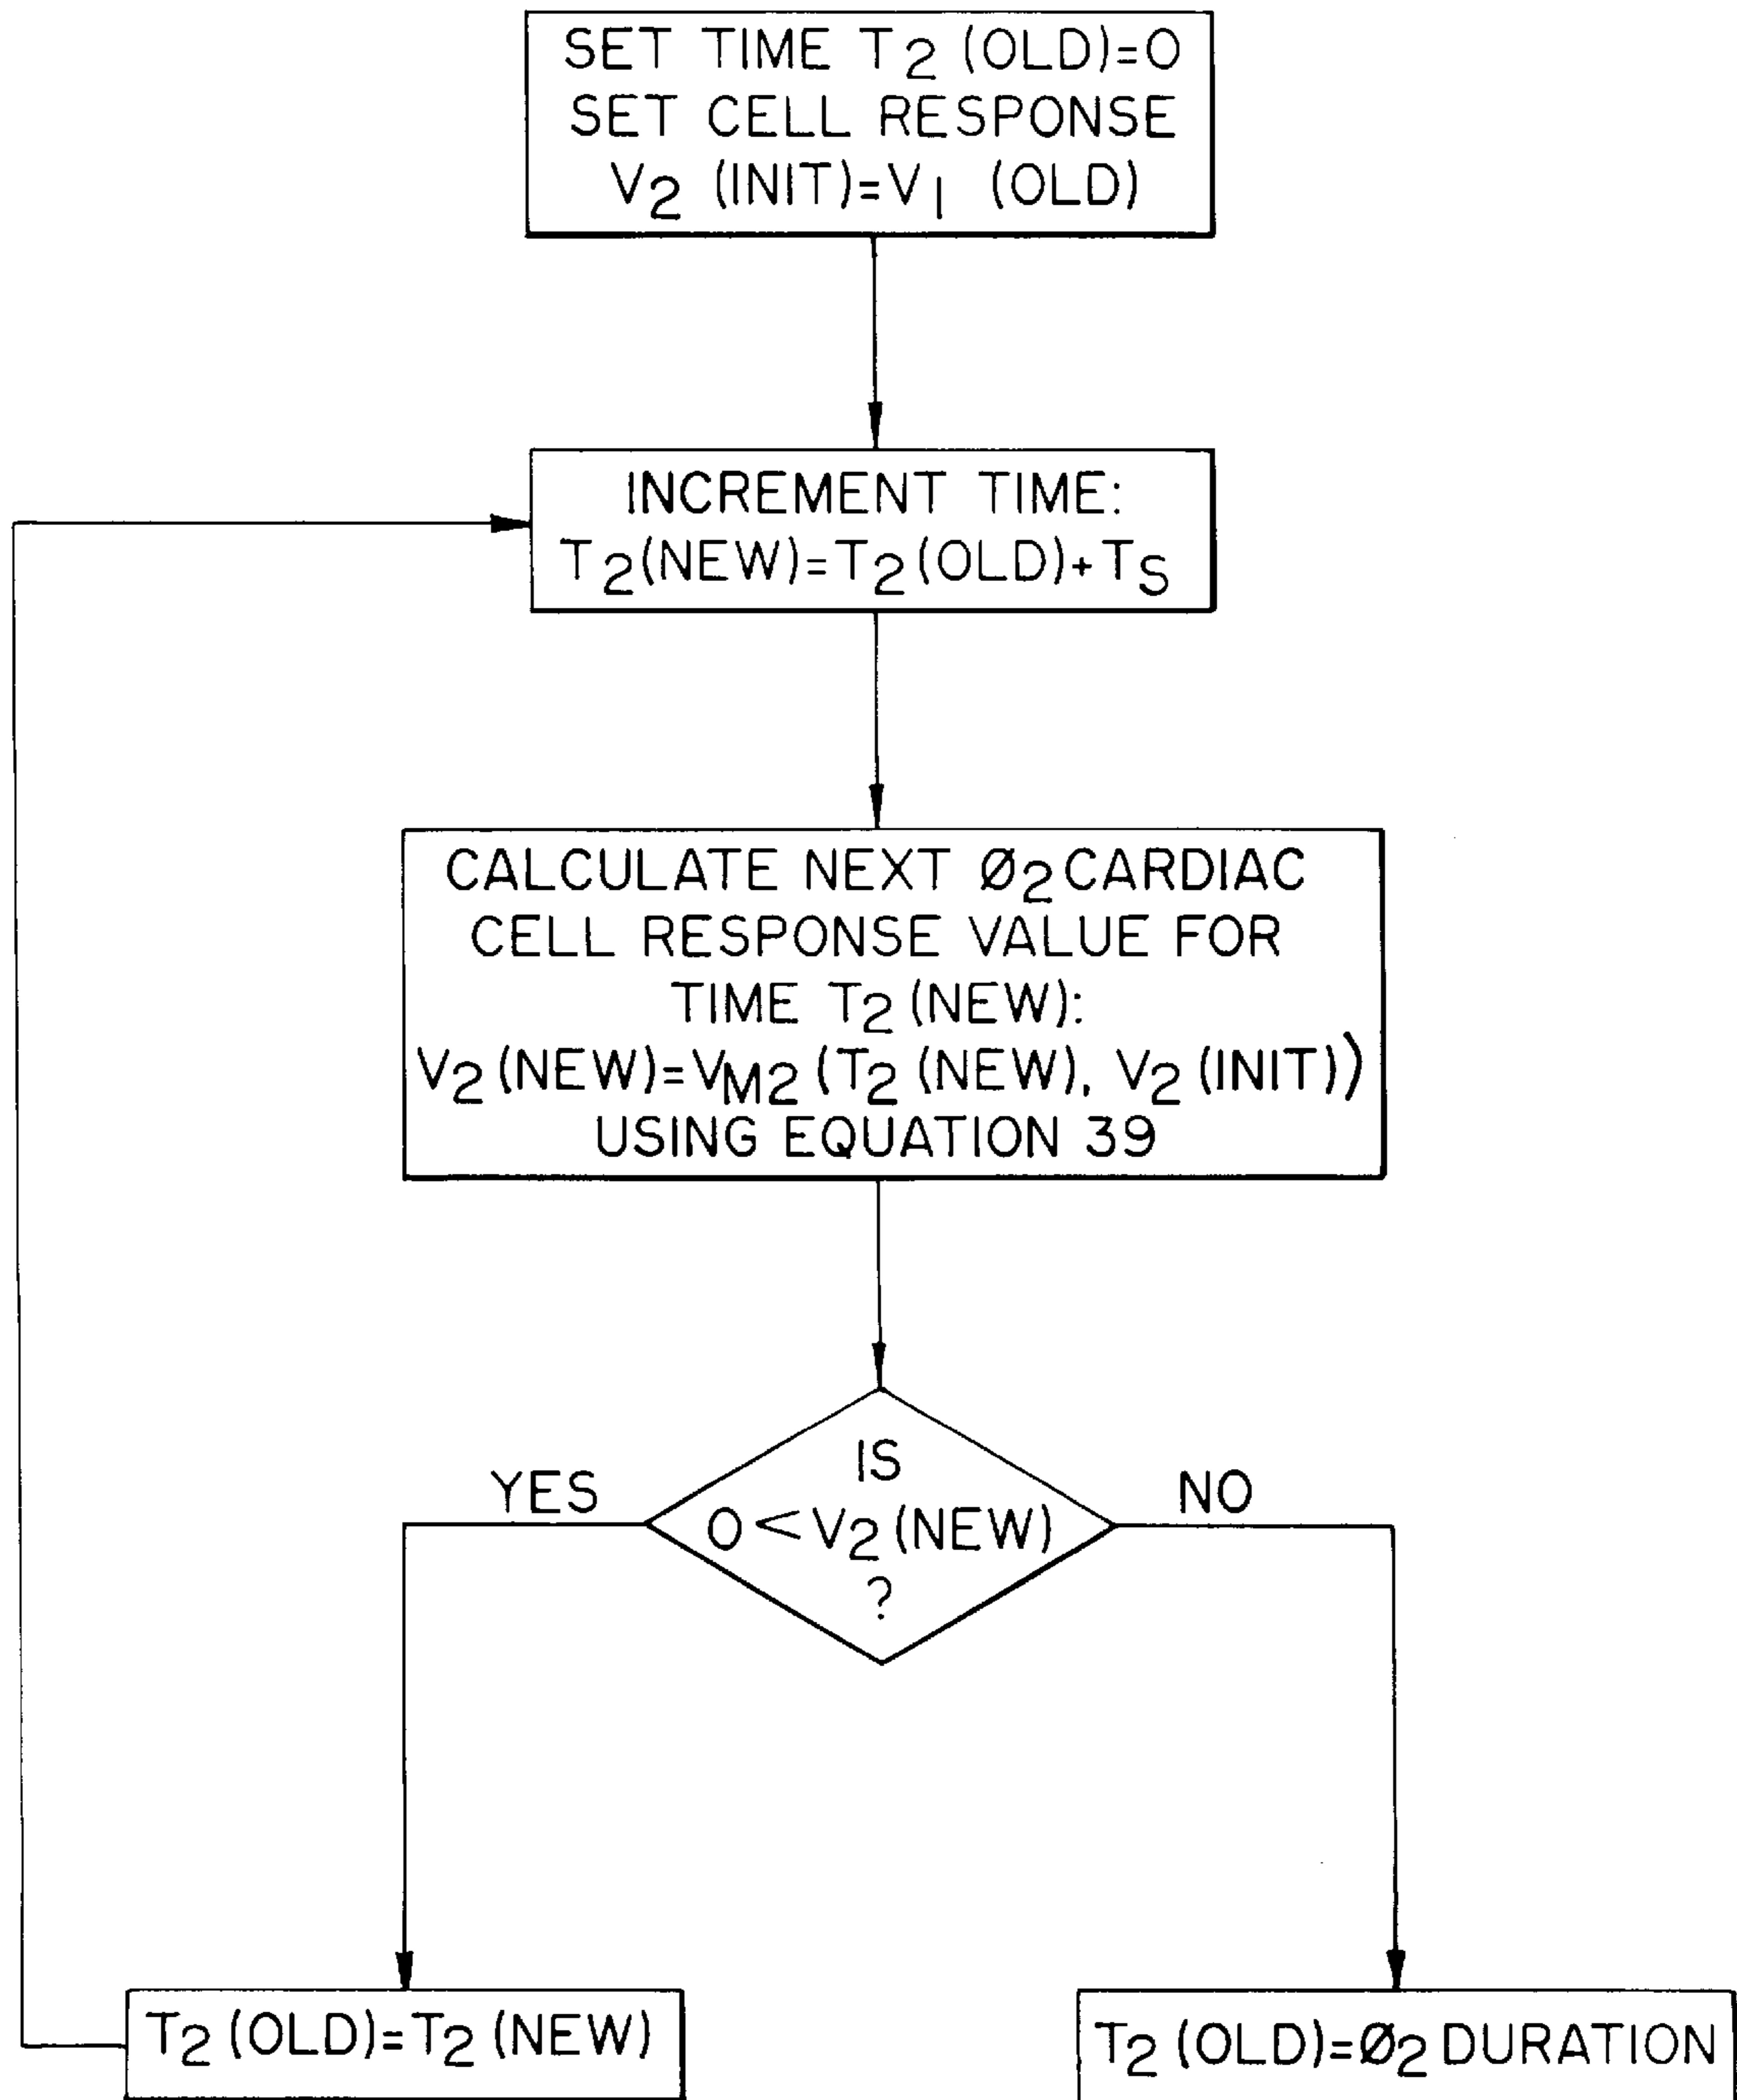 SET TIME T2 (OLD)=0
SET CELL RESPONSE
V2 (INIT)=V1 (OLD)
INCREMENT TIME:
T2(NEW)=T2(OLD)+TS
CALCULATE NEXT Ø2 CARDIAC
CELL RESPONSE VALUE FOR
TIME T2 (NEW):
V2 (NEW)=VM2 (T2 (NEW), V2 (INIT))
USING EQUATION 39
IS
0<V2 (NEW)
?
YES
NO
T2 (OLD)=T2 (NEW)
T2 (OLD)=Ø2 DURATION